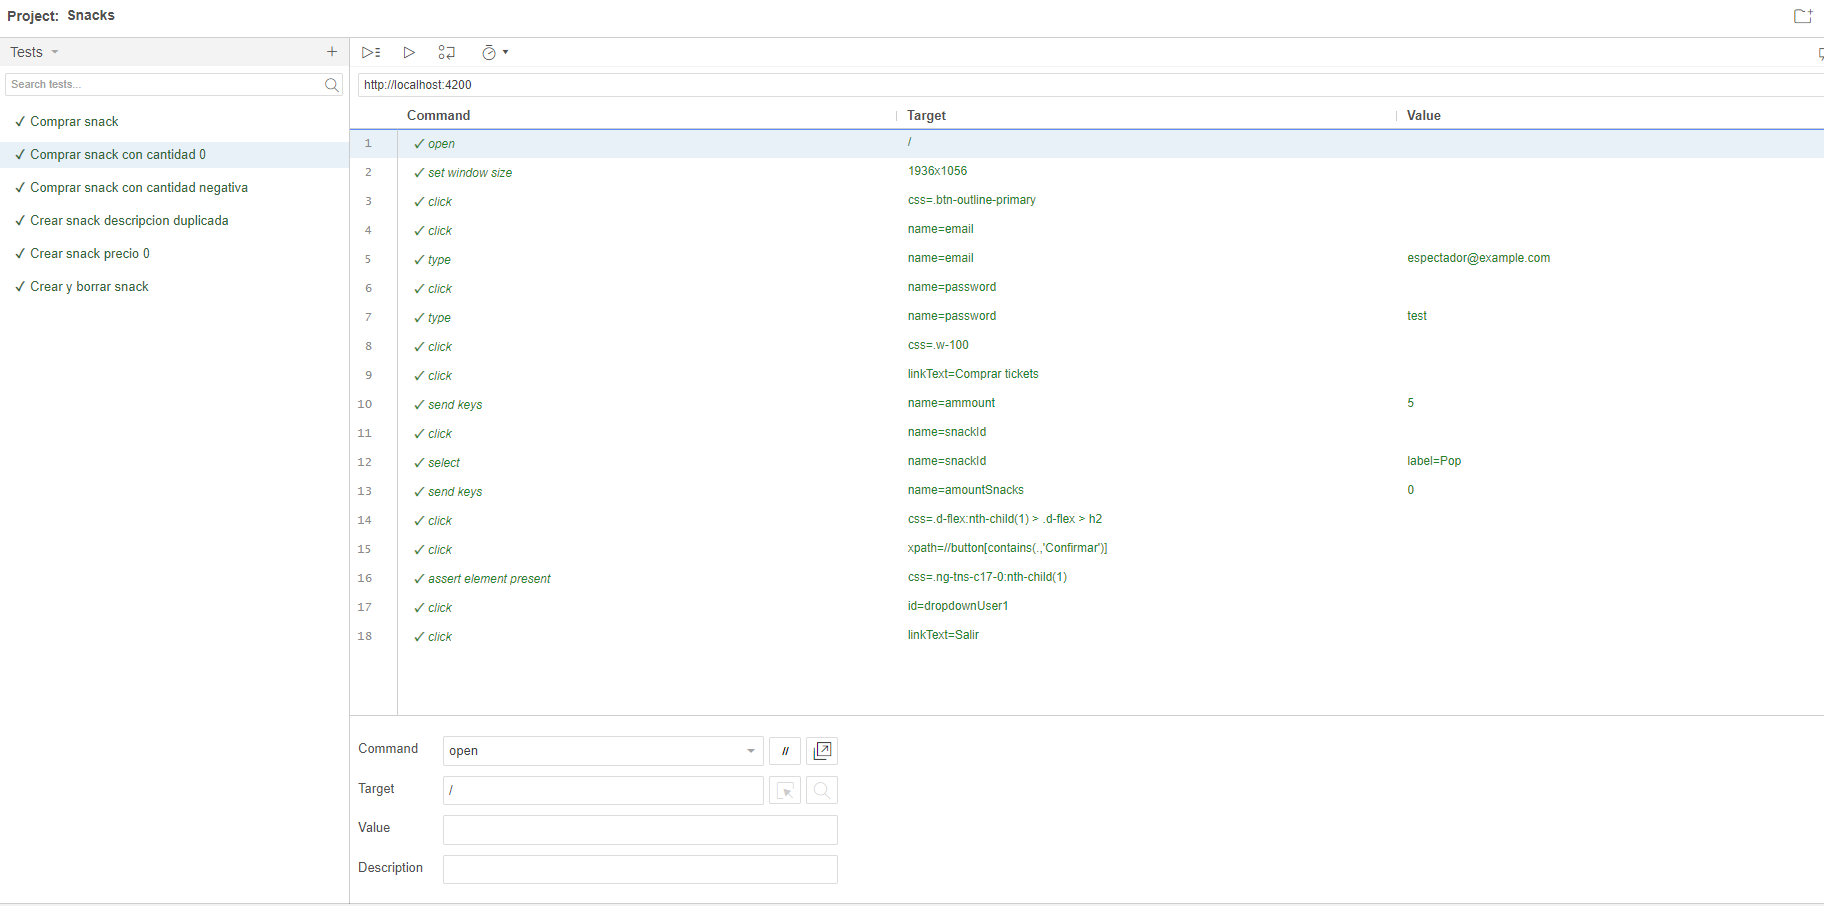 Project: Snacks
Tests
Search tests...
✓ Comprar snack
✓ Comprar snack con cantidad 0
✓ Comprar snack con cantidad negativa
✓ Crear snack descripcion duplicada
✓ Crear snack precio 0
✓ Crear y borrar snack
http://localhost:4200
Command Target Value
1 ✓ open /
2 ✓ set window size 1936x1056
3 ✓ click css=.btn-outline-primary
4 ✓ click name=email
5 ✓ type name=email espectador@example.com
6 ✓ click name=password
7 ✓ type name=password test
8 ✓ click css=.w-100
9 ✓ click linkText=Comprar tickets
10 ✓ send keys name=ammount 5
11 ✓ click name=snackId
12 ✓ select name=snackId label=Pop
13 ✓ send keys name=amountSnacks 0
14 ✓ click css=.d-flex:nth-child(1) > .d-flex > h2
15 ✓ click xpath=//button[contains(.,'Confirmar')]
16 ✓ assert element present css=.ng-tns-c17-0:nth-child(1)
17 ✓ click id=dropdownUser1
18 ✓ click linkText=Salir
Command open //
Target /
Value
Description